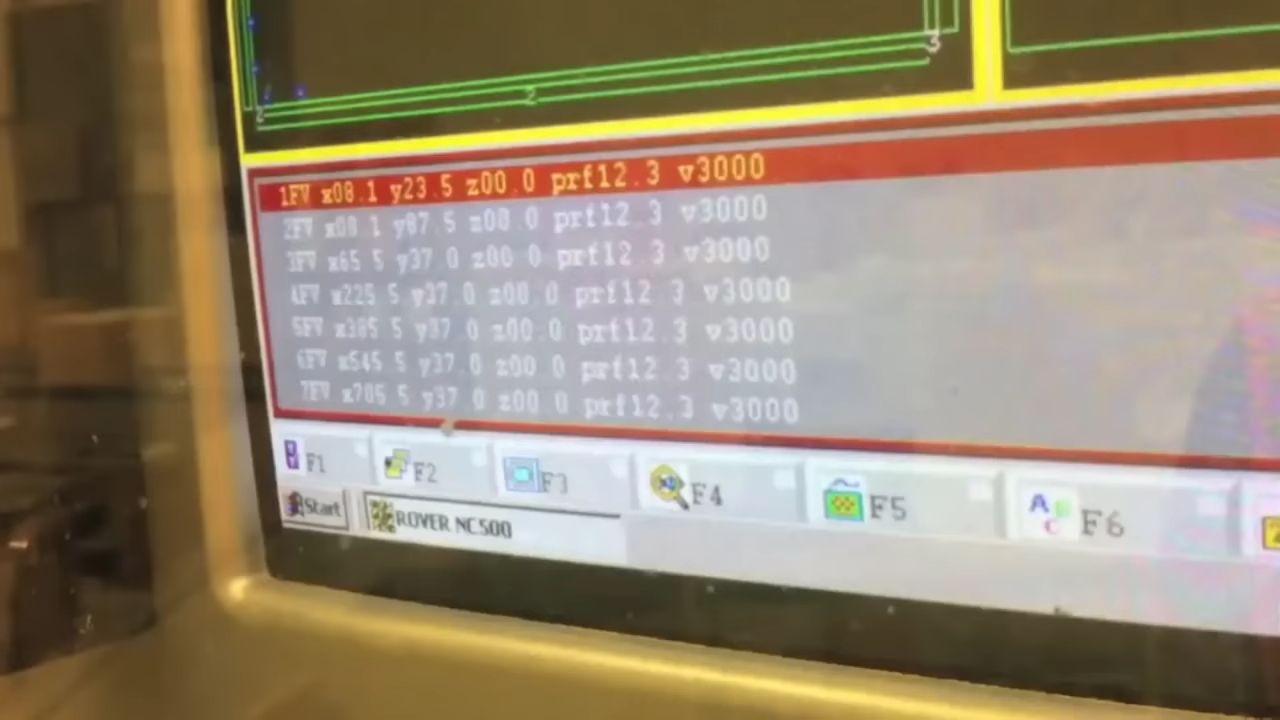 2
3
2
1FV x08.1 y23.5 z00.0 prf12.3 v3000
2FV x08 1 y87 5 z00 0 prf12 3 v3000
3FV x65 5 y37 0 z00 0 prf12 3 v3000
4FV x225 5 y37.0 z00.0 prf12 3 v3000
5FV x385 5 y37 0 z00.0 prf12 3 v3000
6FV x545 5 y37 0 z00 0 prf12 3 v3000
7FV x705 5 y37 0 z00 0 prf12.3 v3000
F1 F2 F3 F4 F5 ABC F6
Start ROVER NC500